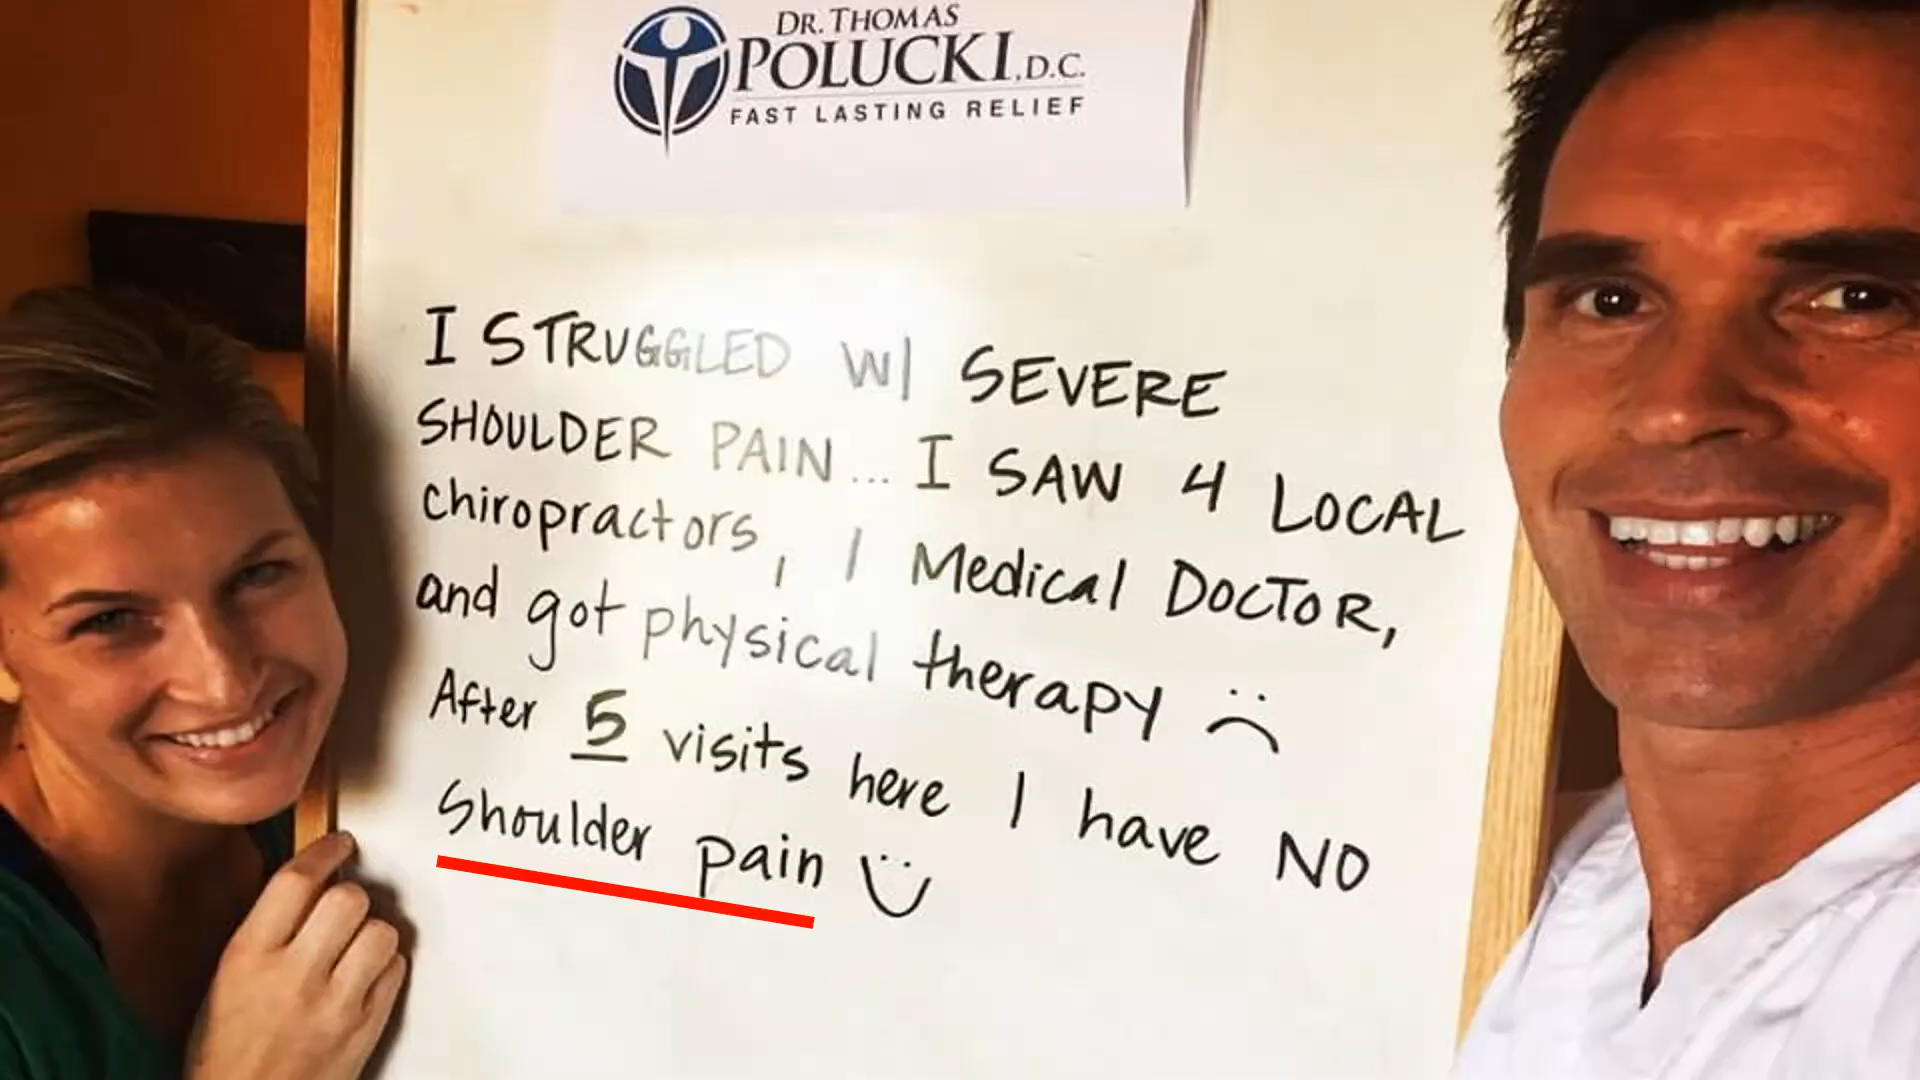 DR. THOMAS
POLUCKI, D.C.
FAST LASTING RELIEF
I STRUGGLED W/ SEVERE
SHOULDER PAIN... I SAW 4 LOCAL
chiropractors, 1 Medical DOCTOR,
and got physical therapy :(
After 5 visits here I have NO
Shoulder pain :)